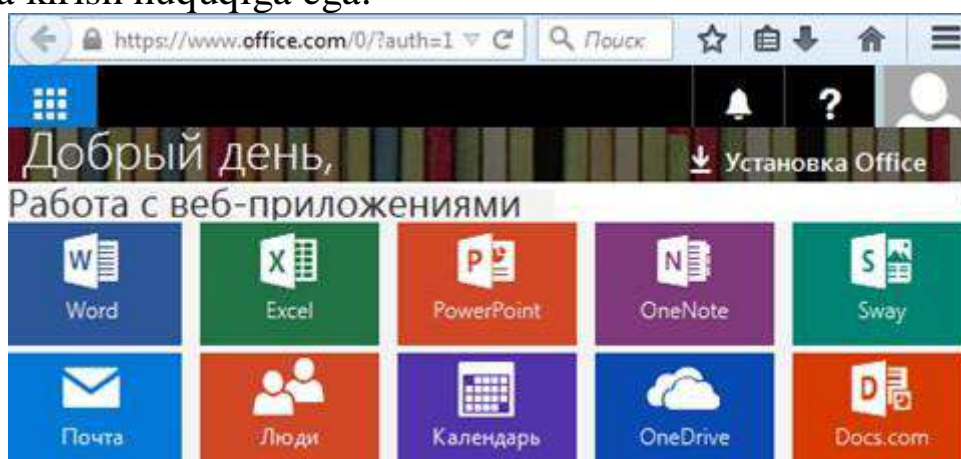 a kirish huquqiga ega.
https://www.office.com/0/?auth=1 Поиск
?
Добрый день,
Установка Office
Работа с веб-приложениями
W X P N S
Word Excel PowerPoint OneNote Sway
D
Почта Люди Календарь OneDrive Docs.com